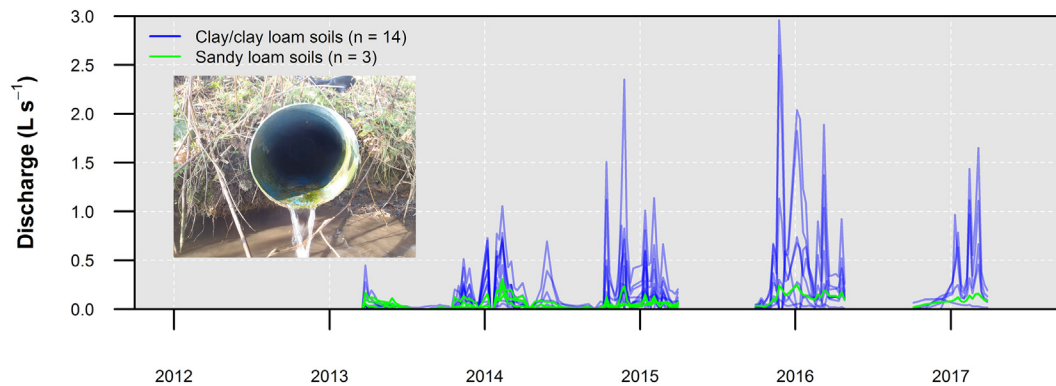 3.0
Clay/clay loam soils (n = 14)
2.5
Sandy loam soils (n = 3)
2.0
Discharge (L s⁻¹)
1.5
1.0
0.5
0.0
2012 2013 2014 2015 2016 2017